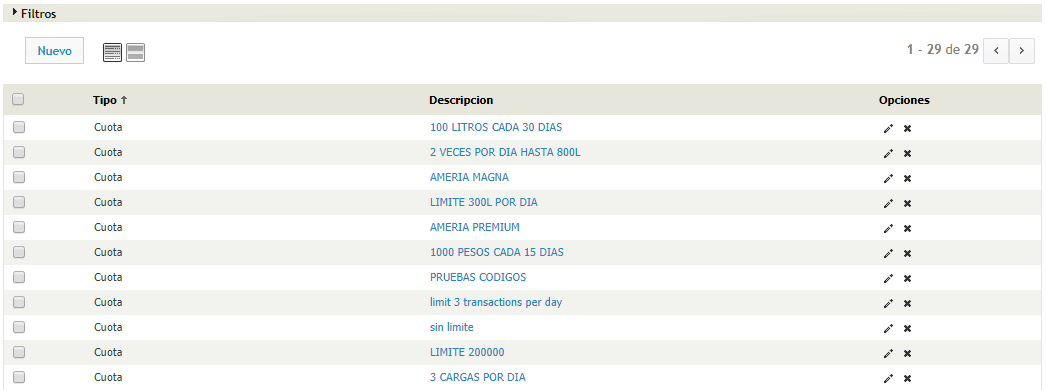 Filtros
Nuevo
1 - 29 de 29
Tipo Descripcion Opciones
Cuota 100 LITROS CADA 30 DIAS
Cuota 2 VECES POR DIA HASTA 800L
Cuota AMERIA MAGNA
Cuota LIMITE 300L POR DIA
Cuota AMERIA PREMIUM
Cuota 1000 PESOS CADA 15 DIAS
Cuota PRUEBAS CODIGOS
Cuota limit 3 transactions per day
Cuota sin limite
Cuota LIMITE 200000
Cuota 3 CARGAS POR DIA